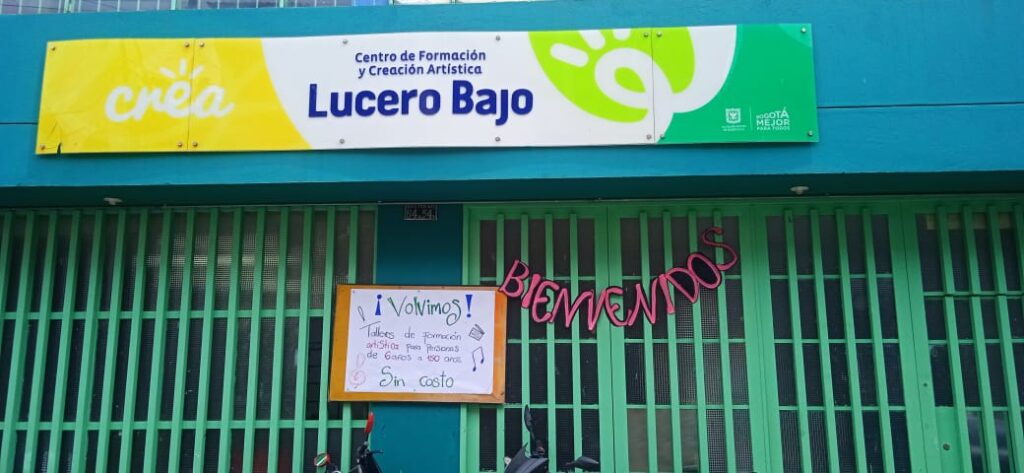 crea
Centro de Formación
y Creación Artística
Lucero Bajo
BOGOTÁ
MEJOR
PARA TODOS
¡Volvimos!
Talleres de formación
artística para personas
de 6 años a 150 años
Sin costo
BIENVENIDOS